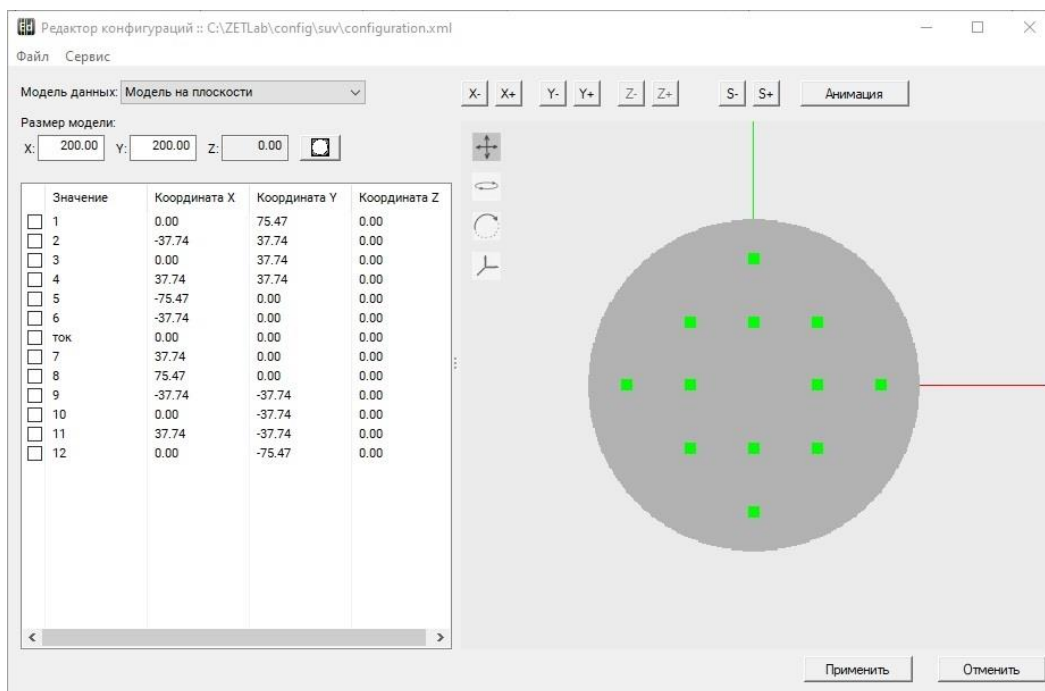 Редактор конфигураций :: C:\ZETLab\config\suv\configuration.xml
Файл Сервис
Модель данных: Модель на плоскости X- X+ Y- Y+ Z- Z+ S- S+ Анимация
Размер модели:
X: 200.00 Y: 200.00 Z: 0.00
Значение Координата X Координата Y Координата Z
1 0.00 75.47 0.00
2 -37.74 37.74 0.00
3 0.00 37.74 0.00
4 37.74 37.74 0.00
5 -75.47 0.00 0.00
6 -37.74 0.00 0.00
ток 0.00 0.00 0.00
7 37.74 0.00 0.00
8 75.47 0.00 0.00
9 -37.74 -37.74 0.00
10 0.00 -37.74 0.00
11 37.74 -37.74 0.00
12 0.00 -75.47 0.00
Применить Отменить